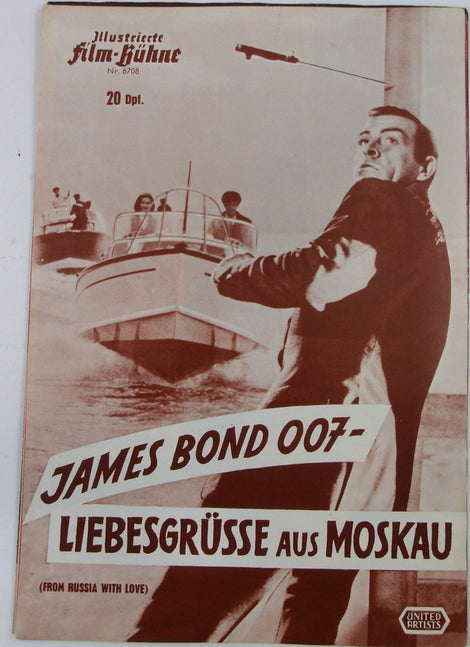 Illustrierte
Film-Bühne
Nr. 6708
20 Dpf.
JAMES BOND 007-
LIEBESGRÜSSE AUS MOSKAU
(FROM RUSSIA WITH LOVE)
UNITED
ARTISTS